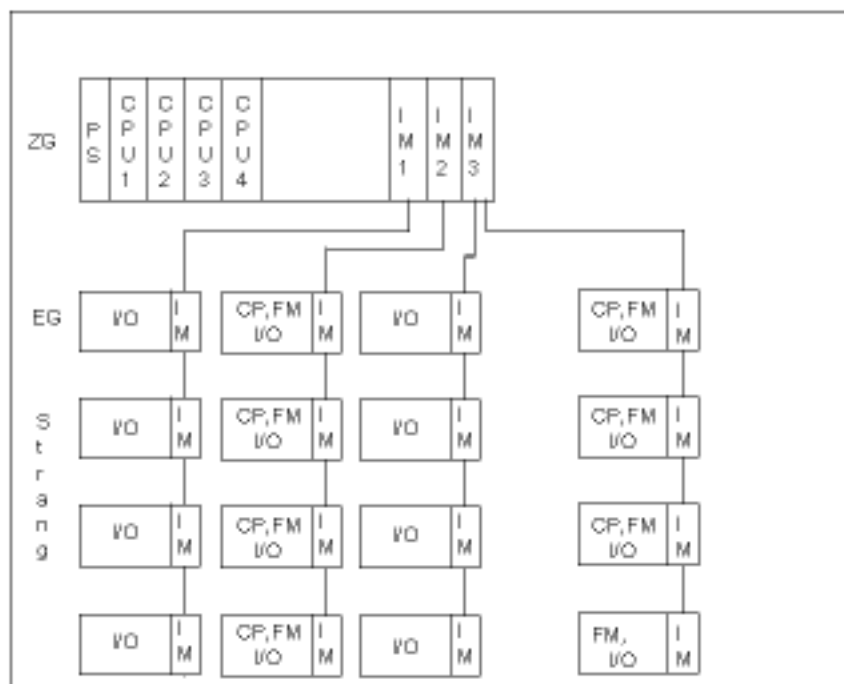 ZG PS CPU1 CPU2 CPU3 CPU4 IM1 IM2 IM3
EG I/O IM CP, FM I/O IM I/O IM CP, FM I/O IM
Strang
I/O IM CP, FM I/O IM I/O IM CP, FM I/O IM
I/O IM CP, FM I/O IM I/O IM CP, FM I/O IM
I/O IM CP, FM I/O IM I/O IM FM, I/O IM